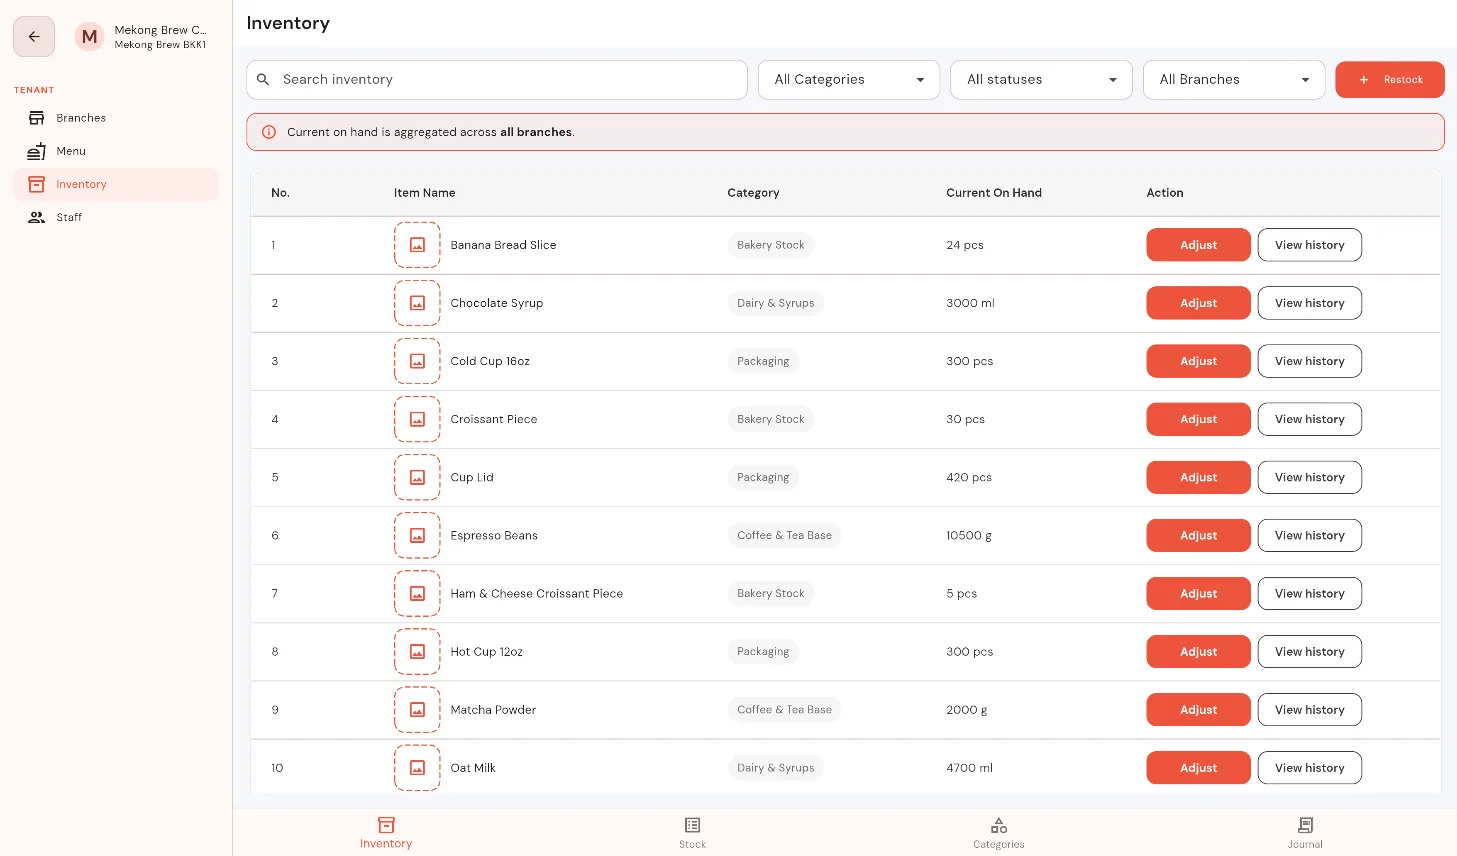 M
Mekong Brew C...
Mekong Brew BKK1
TENANT
Branches
Menu
Inventory
Staff
Inventory
Search inventory
All Categories
All statuses
All Branches
+ Restock
Current on hand is aggregated across all branches.
No. Item Name Category Current On Hand Action
1 Banana Bread Slice Bakery Stock 24 pcs Adjust View history
2 Chocolate Syrup Dairy & Syrups 3000 ml Adjust View history
3 Cold Cup 16oz Packaging 300 pcs Adjust View history
4 Croissant Piece Bakery Stock 30 pcs Adjust View history
5 Cup Lid Packaging 420 pcs Adjust View history
6 Espresso Beans Coffee & Tea Base 10500 g Adjust View history
7 Ham & Cheese Croissant Piece Bakery Stock 5 pcs Adjust View history
8 Hot Cup 12oz Packaging 300 pcs Adjust View history
9 Matcha Powder Coffee & Tea Base 2000 g Adjust View history
10 Oat Milk Dairy & Syrups 4700 ml Adjust View history
Inventory Stock Categories Journal